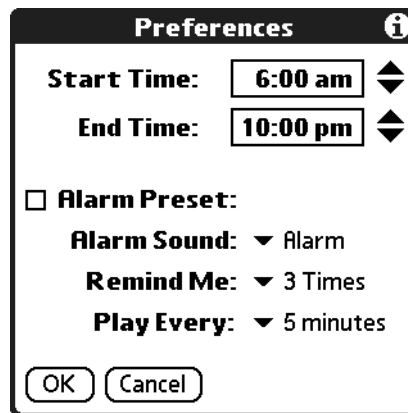 Preferences i
Start Time: 6:00 am
End Time: 10:00 pm
Alarm Preset:
Alarm Sound: Alarm
Remind Me: 3 Times
Play Every: 5 minutes
OK Cancel